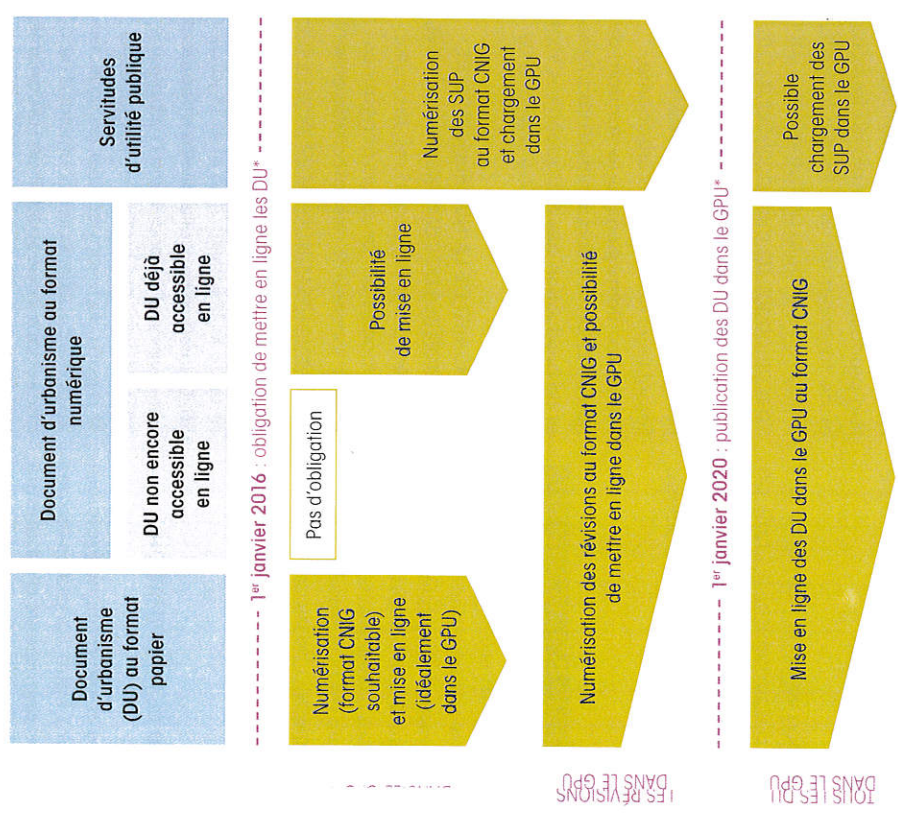 Document
d'urbanisme
(DU) au format
papier
Document d'urbanisme au format
numérique
DU non encore
accessible
en ligne
DU déjà
accessible
en ligne
Servitudes
d'utilité publique
1er janvier 2016 : obligation de mettre en ligne les DU*
Numérisation
(format CNIG
souhaitable)
et mise en ligne
(idéalement
dans le GPU)
Pas d'obligation
Possibilité
de mise en ligne
Numérisation
des SUP
au format CNIG
et chargement
dans le GPU
LES RÉVISIONS
DANS LE GPU
Numérisation des révisions au format CNIG et possibilité
de mettre en ligne dans le GPU
1er janvier 2020 : publication des DU dans le GPU*
TOUS LES DU
DANS LE GPU
Mise en ligne des DU dans le GPU au format CNIG
Possible
chargement des
SUP dans le GPU